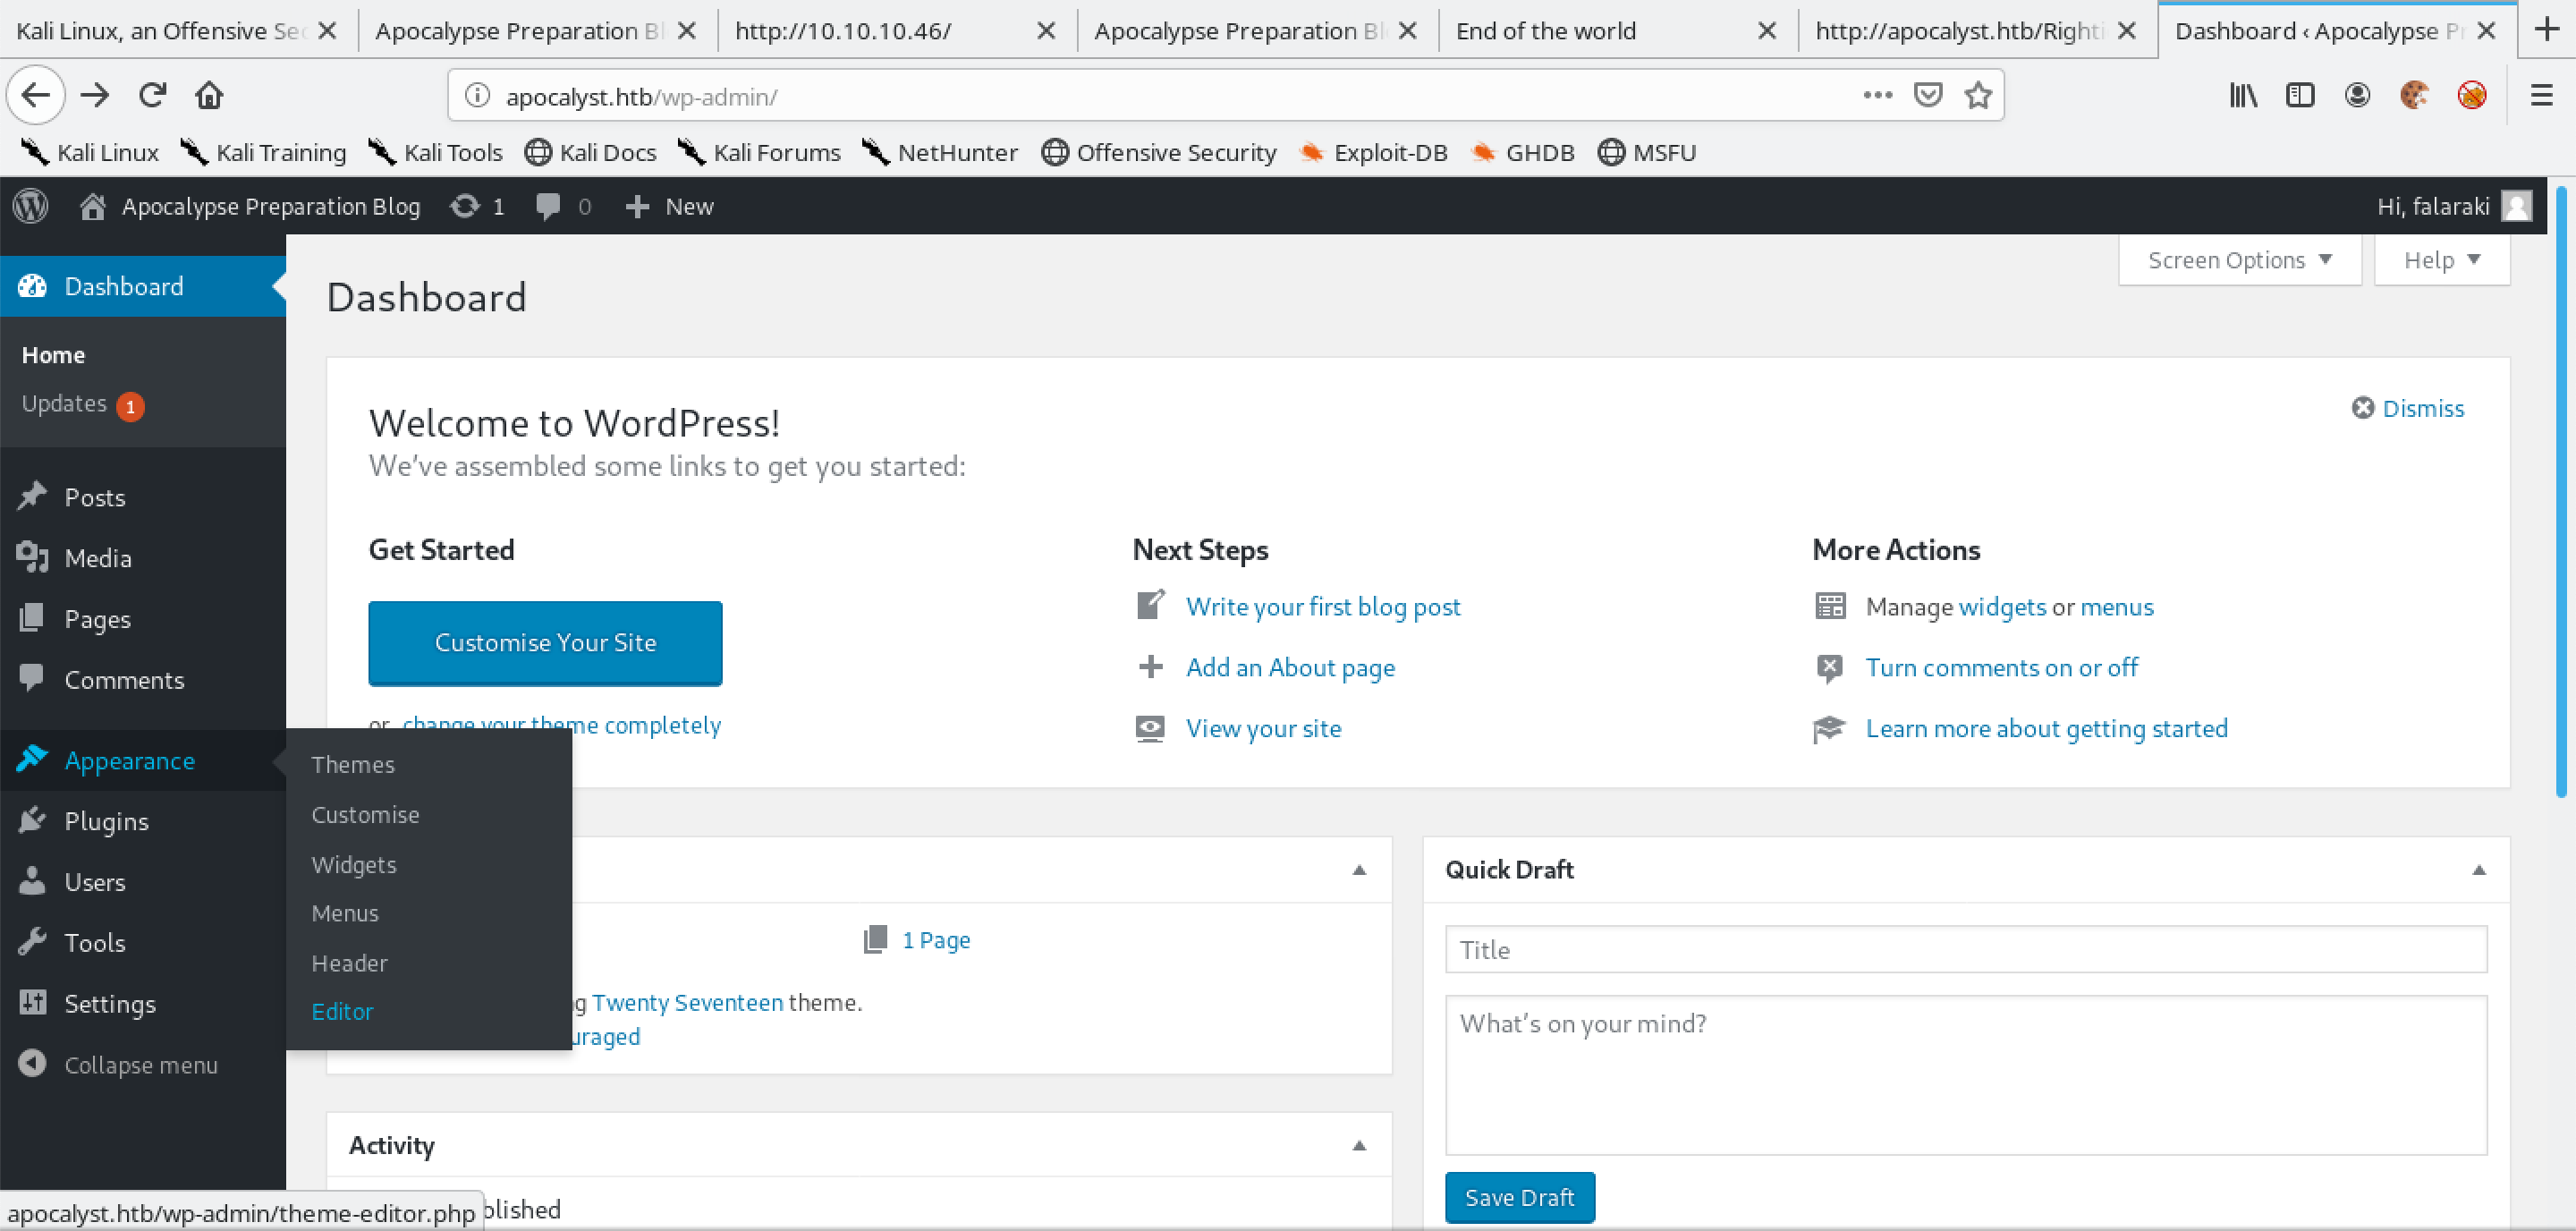 Kali Linux, an Offensive Sec
Apocalypse Preparation Bl
http://10.10.10.46/
Apocalypse Preparation Bl
End of the world
http://apocalyst.htb/Righti
Dashboard ‹ Apocalypse Pr
apocalyst.htb/wp-admin/
Kali Linux Kali Training Kali Tools Kali Docs Kali Forums NetHunter Offensive Security Exploit-DB GHDB MSFU
Apocalypse Preparation Blog 1 0 New Hi, falaraki
Screen Options Help
Dashboard
Home
Updates 1
Posts
Media
Pages
Comments
Appearance
Plugins
Users
Tools
Settings
Collapse menu
Themes
Customise
Widgets
Menus
Header
Editor
Dashboard
Welcome to WordPress!
We've assembled some links to get you started:
Dismiss
Get Started
Customise Your Site
or change your theme completely
Next Steps
Write your first blog post
Add an About page
View your site
More Actions
Manage widgets or menus
Turn comments on or off
Learn more about getting started
1 Page
g Twenty Seventeen theme.
uraged
Activity
blished
Quick Draft
Title
What's on your mind?
Save Draft
apocalyst.htb/wp-admin/theme-editor.php